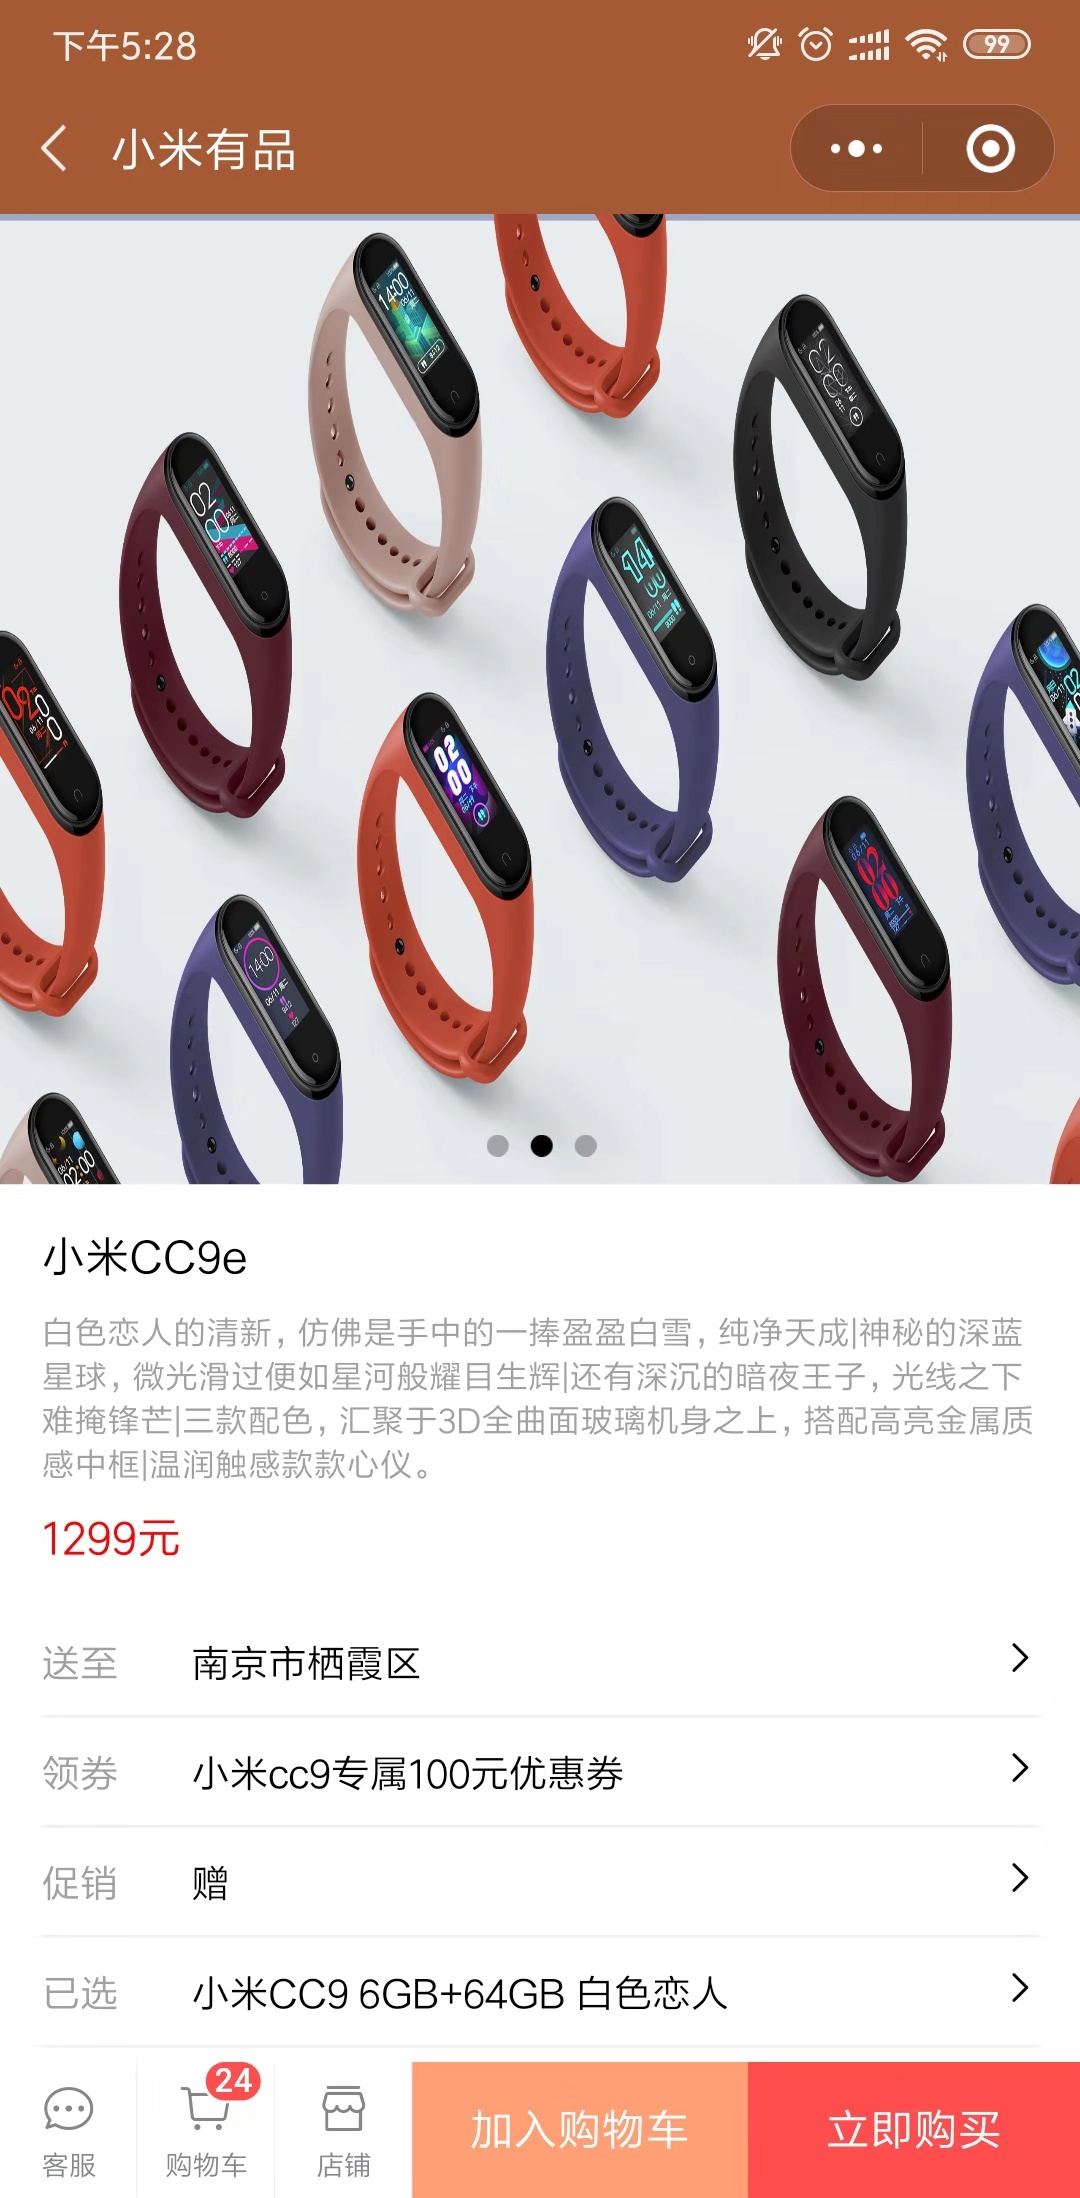 下午5:28
99
小米有品
小米CC9e
白色恋人的清新，仿佛是手中的一捧盈盈白雪，纯净天成|神秘的深蓝
星球，微光滑过便如星河般耀目生辉|还有深沉的暗夜王子，光线之下
难掩锋芒|三款配色，汇聚于3D全曲面玻璃机身之上，搭配高亮金属质
感中框|温润触感款款心仪。
1299元
送至 南京市栖霞区
领券 小米cc9专属100元优惠券
促销 赠
已选 小米CC9 6GB+64GB 白色恋人
24
客服 购物车 店铺 加入购物车 立即购买